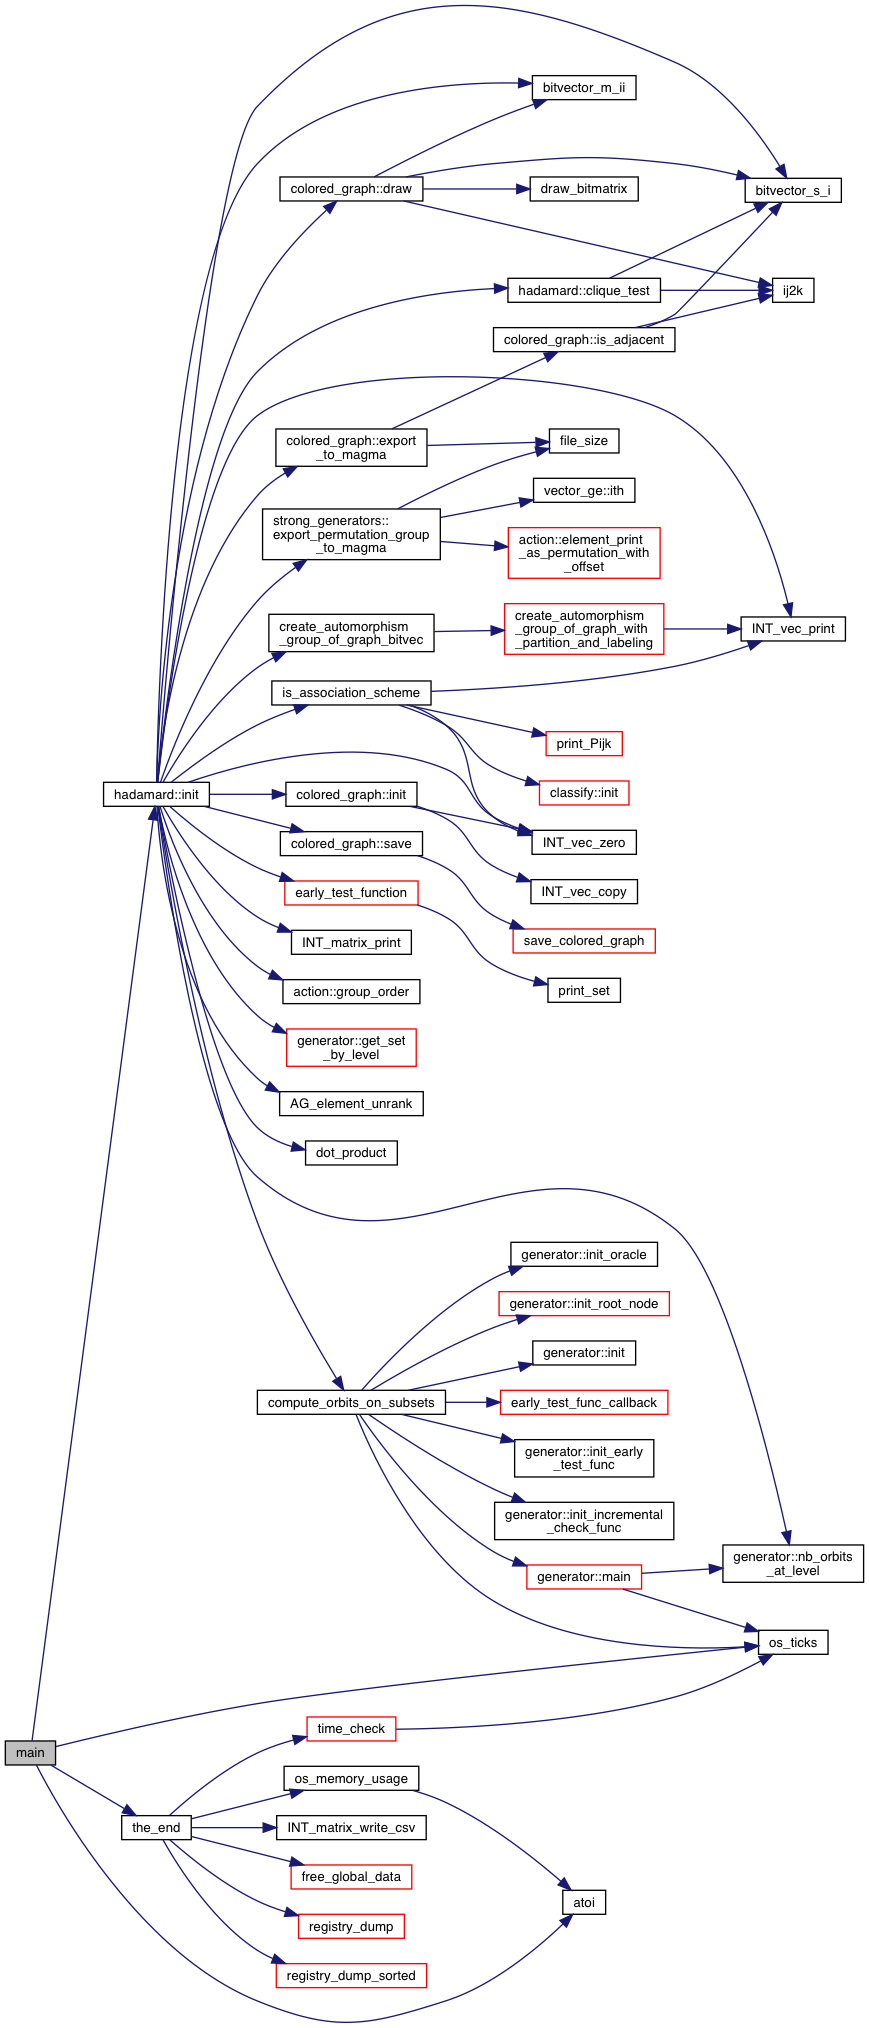 bitvector_m_ii
colored_graph::draw
draw_bitmatrix
bitvector_s_i
hadamard::clique_test
ij2k
colored_graph::is_adjacent
colored_graph::export
_to_magma
file_size
vector_ge::ith
strong_generators::
export_permutation_group
_to_magma
action::element_print
_as_permutation_with
_offset
create_automorphism
_group_of_graph_bitvec
create_automorphism
_group_of_graph_with
_partition_and_labeling
INT_vec_print
is_association_scheme
print_Pijk
hadamard::init
colored_graph::init
classify::init
colored_graph::save
INT_vec_zero
early_test_function
INT_vec_copy
INT_matrix_print
save_colored_graph
action::group_order
print_set
generator::get_set
_by_level
AG_element_unrank
dot_product
generator::init_oracle
generator::init_root_node
generator::init
compute_orbits_on_subsets
early_test_func_callback
generator::init_early
_test_func
generator::init_incremental
_check_func
generator::main
generator::nb_orbits
_at_level
os_ticks
time_check
main
os_memory_usage
the_end
INT_matrix_write_csv
free_global_data
atoi
registry_dump
registry_dump_sorted